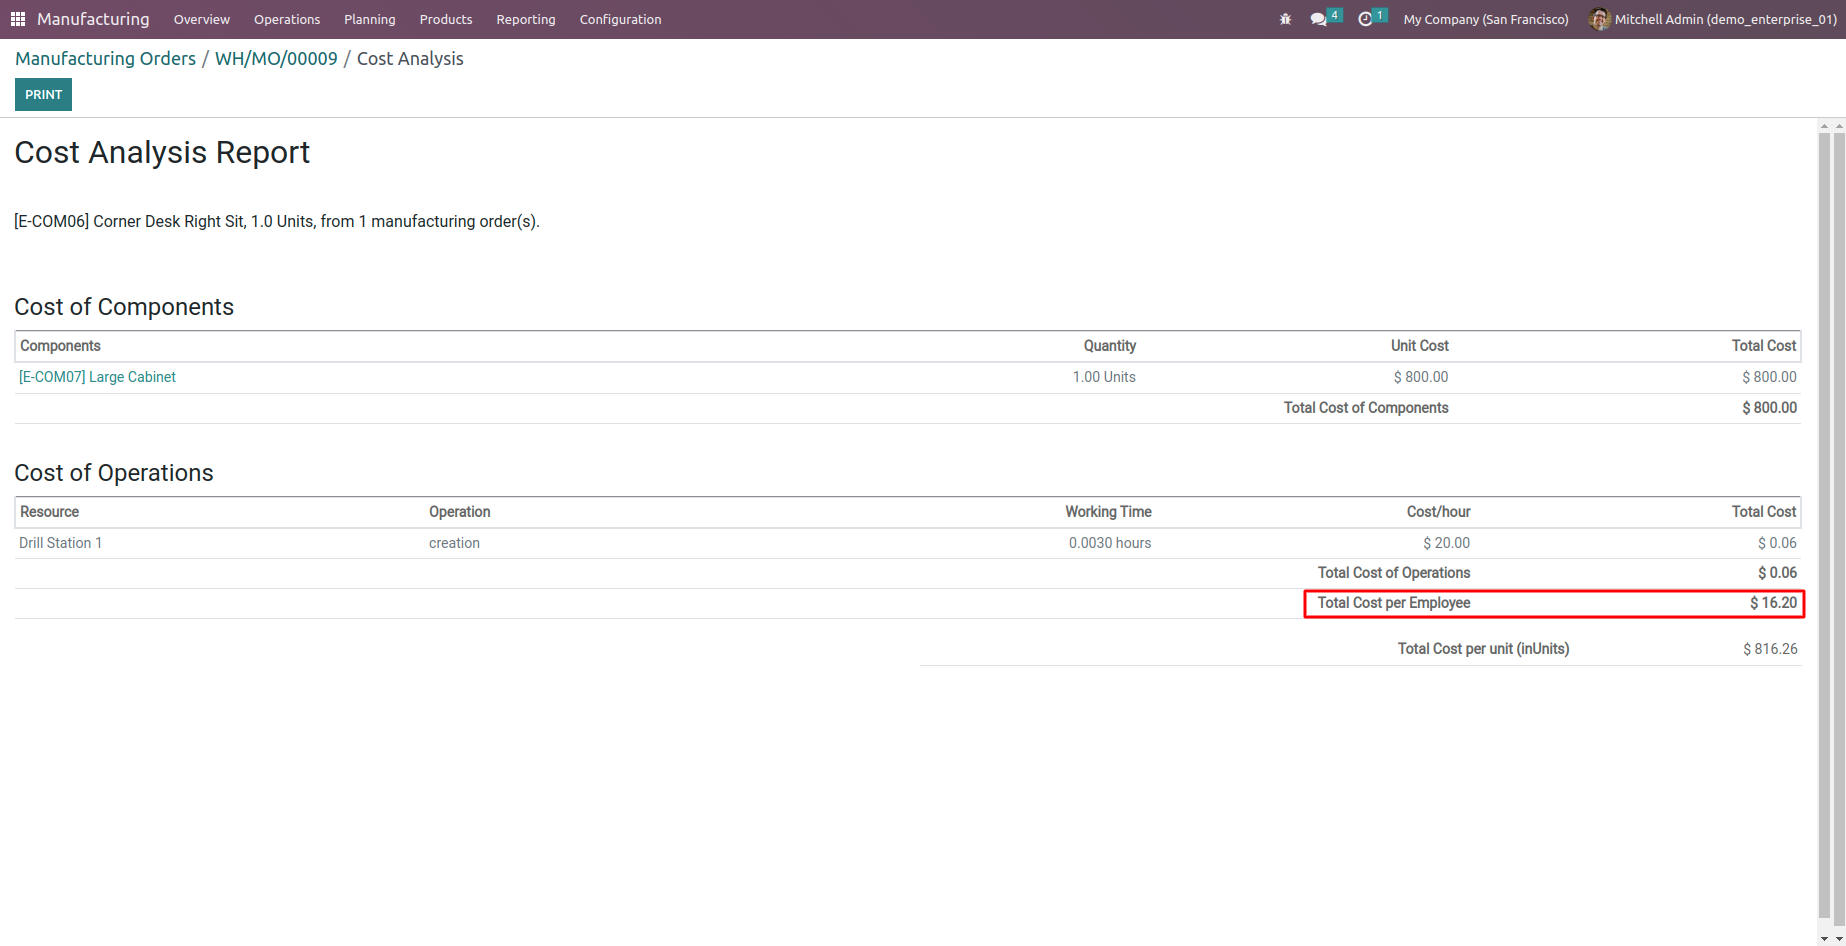 Manufacturing Overview Operations Planning Products Reporting Configuration 4 1 My Company (San Francisco) Mitchell Admin (demo_enterprise_01)
Manufacturing Orders / WH/MO/00009 / Cost Analysis
PRINT
Cost Analysis Report
[E-COM06] Corner Desk Right Sit, 1.0 Units, from 1 manufacturing order(s).
Cost of Components
Components Quantity Unit Cost Total Cost
[E-COM07] Large Cabinet 1.00 Units $ 800.00 $ 800.00
Total Cost of Components $ 800.00
Cost of Operations
Resource Operation Working Time Cost/hour Total Cost
Drill Station 1 creation 0.0030 hours $ 20.00 $ 0.06
Total Cost of Operations $ 0.06
Total Cost per Employee $ 16.20
Total Cost per unit (inUnits) $ 816.26